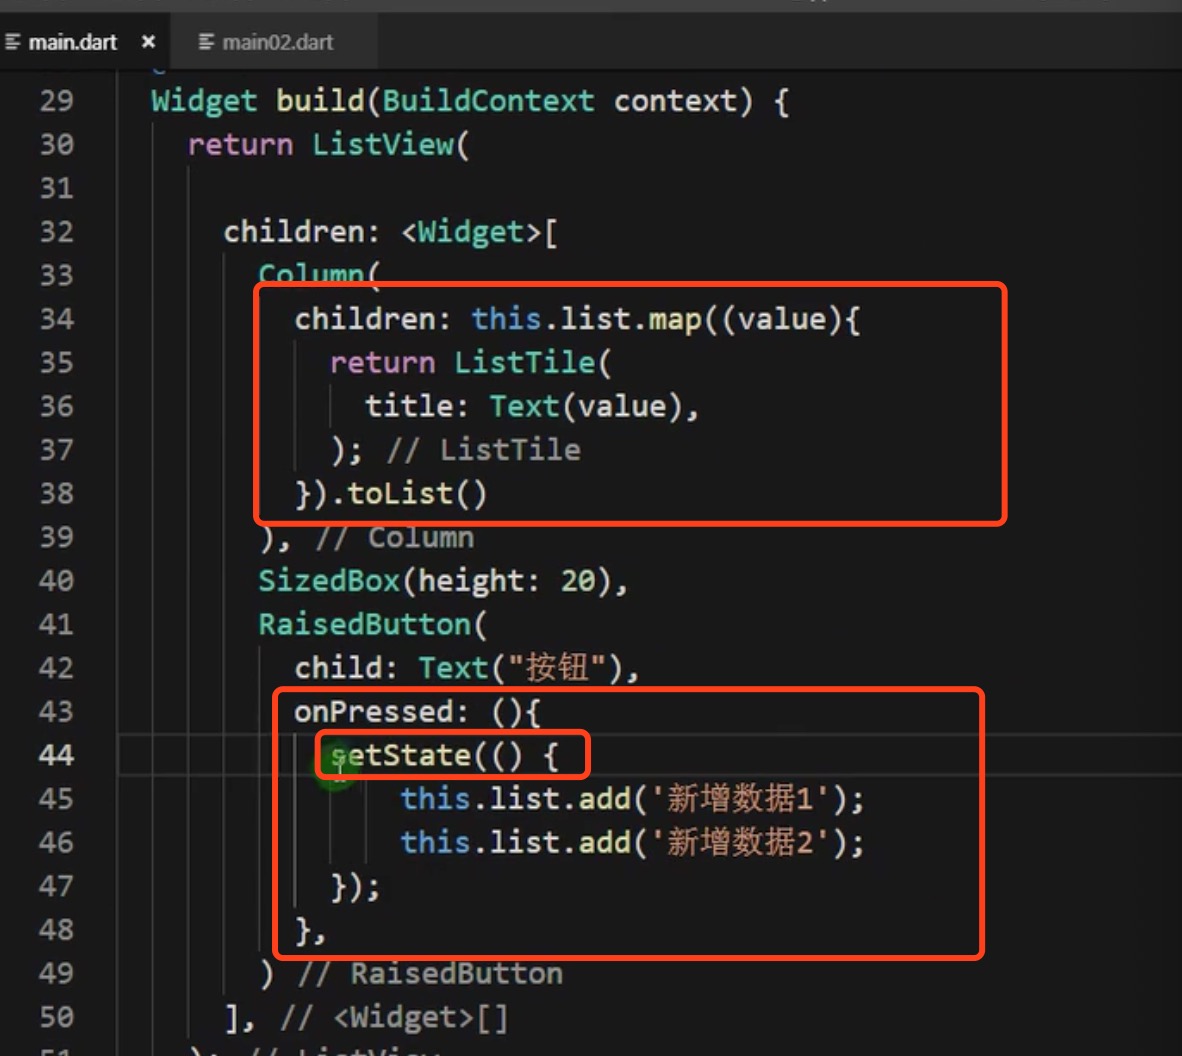 main.dart × main02.dart
29 Widget build(BuildContext context) {
30 return ListView(
31
32 children: <Widget>[
33 Column(
34 children: this.list.map((value){
35 return ListTile(
36 title: Text(value),
37 ); // ListTile
38 }).toList()
39 ), // Column
40 SizedBox(height: 20),
41 RaisedButton(
42 child: Text("按钮"),
43 onPressed: (){
44 setState(() {
45 this.list.add('新增数据1');
46 this.list.add('新增数据2');
47 });
48 },
49 ) // RaisedButton
50 ], // <Widget>[]
51 ); // ListView